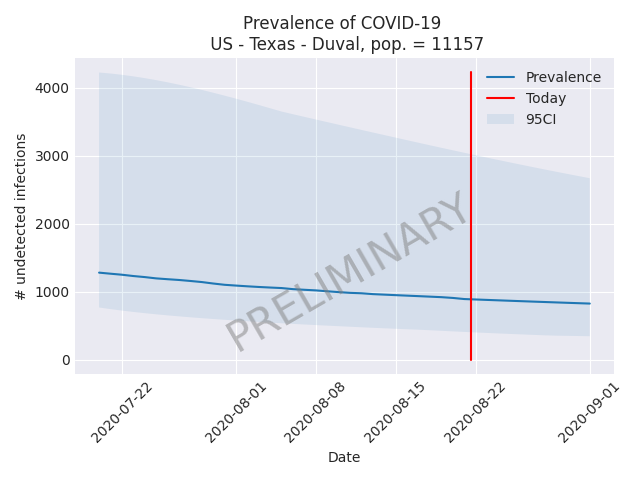 Prevalence of COVID-19
US - Texas - Duval, pop. = 11157
# undetected infections
4000
3000
2000
1000
0
Prevalence
Today
95CI
PRELIMINARY
2020-07-22
2020-08-01
2020-08-08
2020-08-15
2020-08-22
2020-09-01
Date